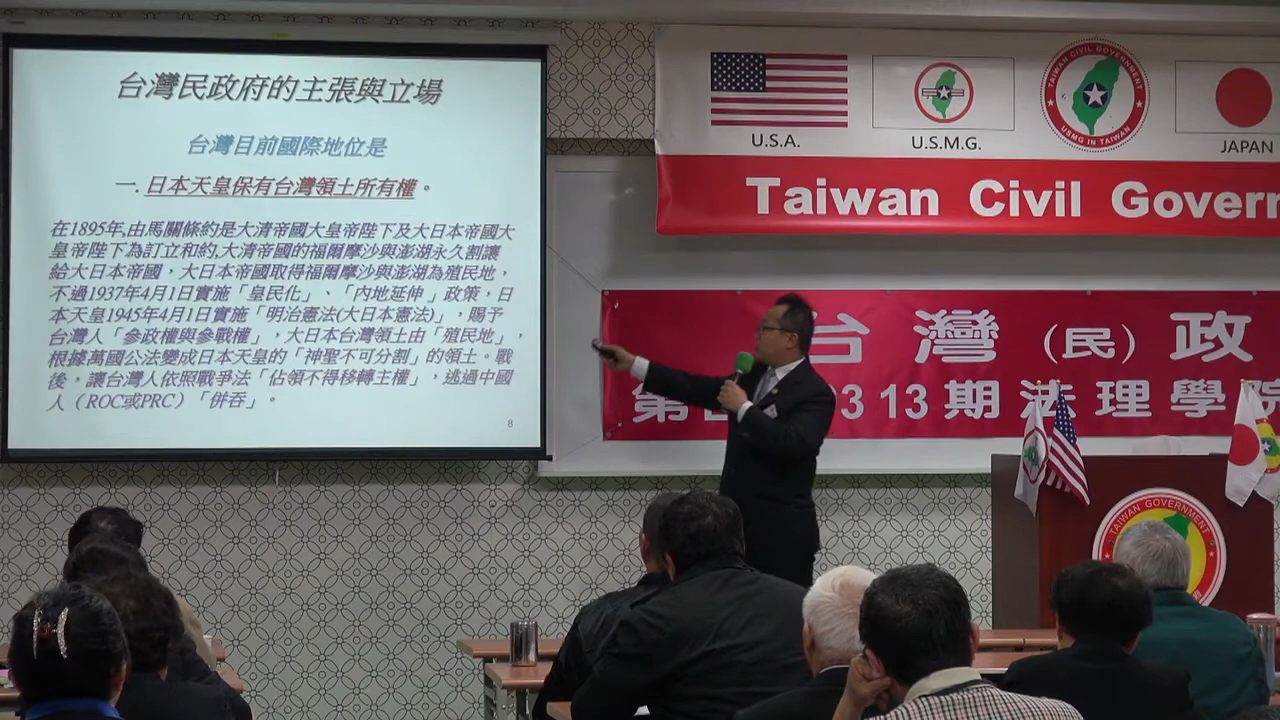 台灣民政府的主張與立場
台灣目前國際地位是
一. 日本天皇保有台灣領土所有權。
在1895年,由馬關條約是大清帝國大皇帝陛下及大日本帝國大
皇帝陛下為訂立和約,大清帝國的福爾摩沙與澎湖永久割讓
給大日本帝國，大日本帝國取得福爾摩沙與澎湖為殖民地，
不過1937年4月1日實施「皇民化」、「內地延伸」政策，日
本天皇1945年4月1日實施「明治憲法(大日本憲法)」，賜予
台灣人「參政權與參戰權」，大日本台灣領土由「殖民地」，
根據萬國公法變成日本天皇的「神聖不可分割」的領土。戰
後，讓台灣人依照戰爭法「佔領不得移轉主權」，逃過中國
人（ROC或PRC）「併吞」。
8
U.S.A.
U.S.M.G.
TAIWAN CIVIL GOVERNMENT
USMG IN TAIWAN
JAPAN
Taiwan Civil Govern
台灣(民)政
第
3 13期法理學院
TAIWAN GOVERNMENT